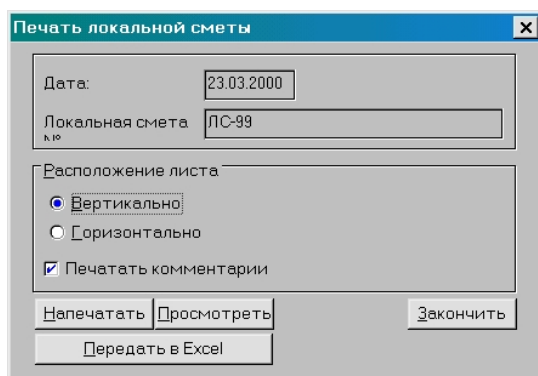 Печать локальной сметы
Дата: 23.03.2000
Локальная смета ЛС-99
№
Расположение листа
Вертикально
Горизонтально
Печатать комментарии
Напечатать Просмотреть Закончить
Передать в Excel